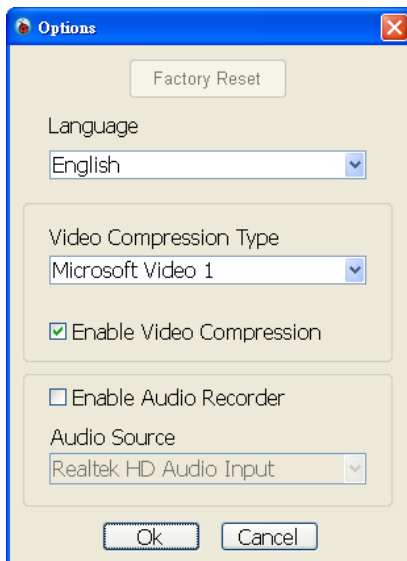 Options
Factory Reset
Language
English
Video Compression Type
Microsoft Video 1
Enable Video Compression
Enable Audio Recorder
Audio Source
Realtek HD Audio Input
Ok
Cancel